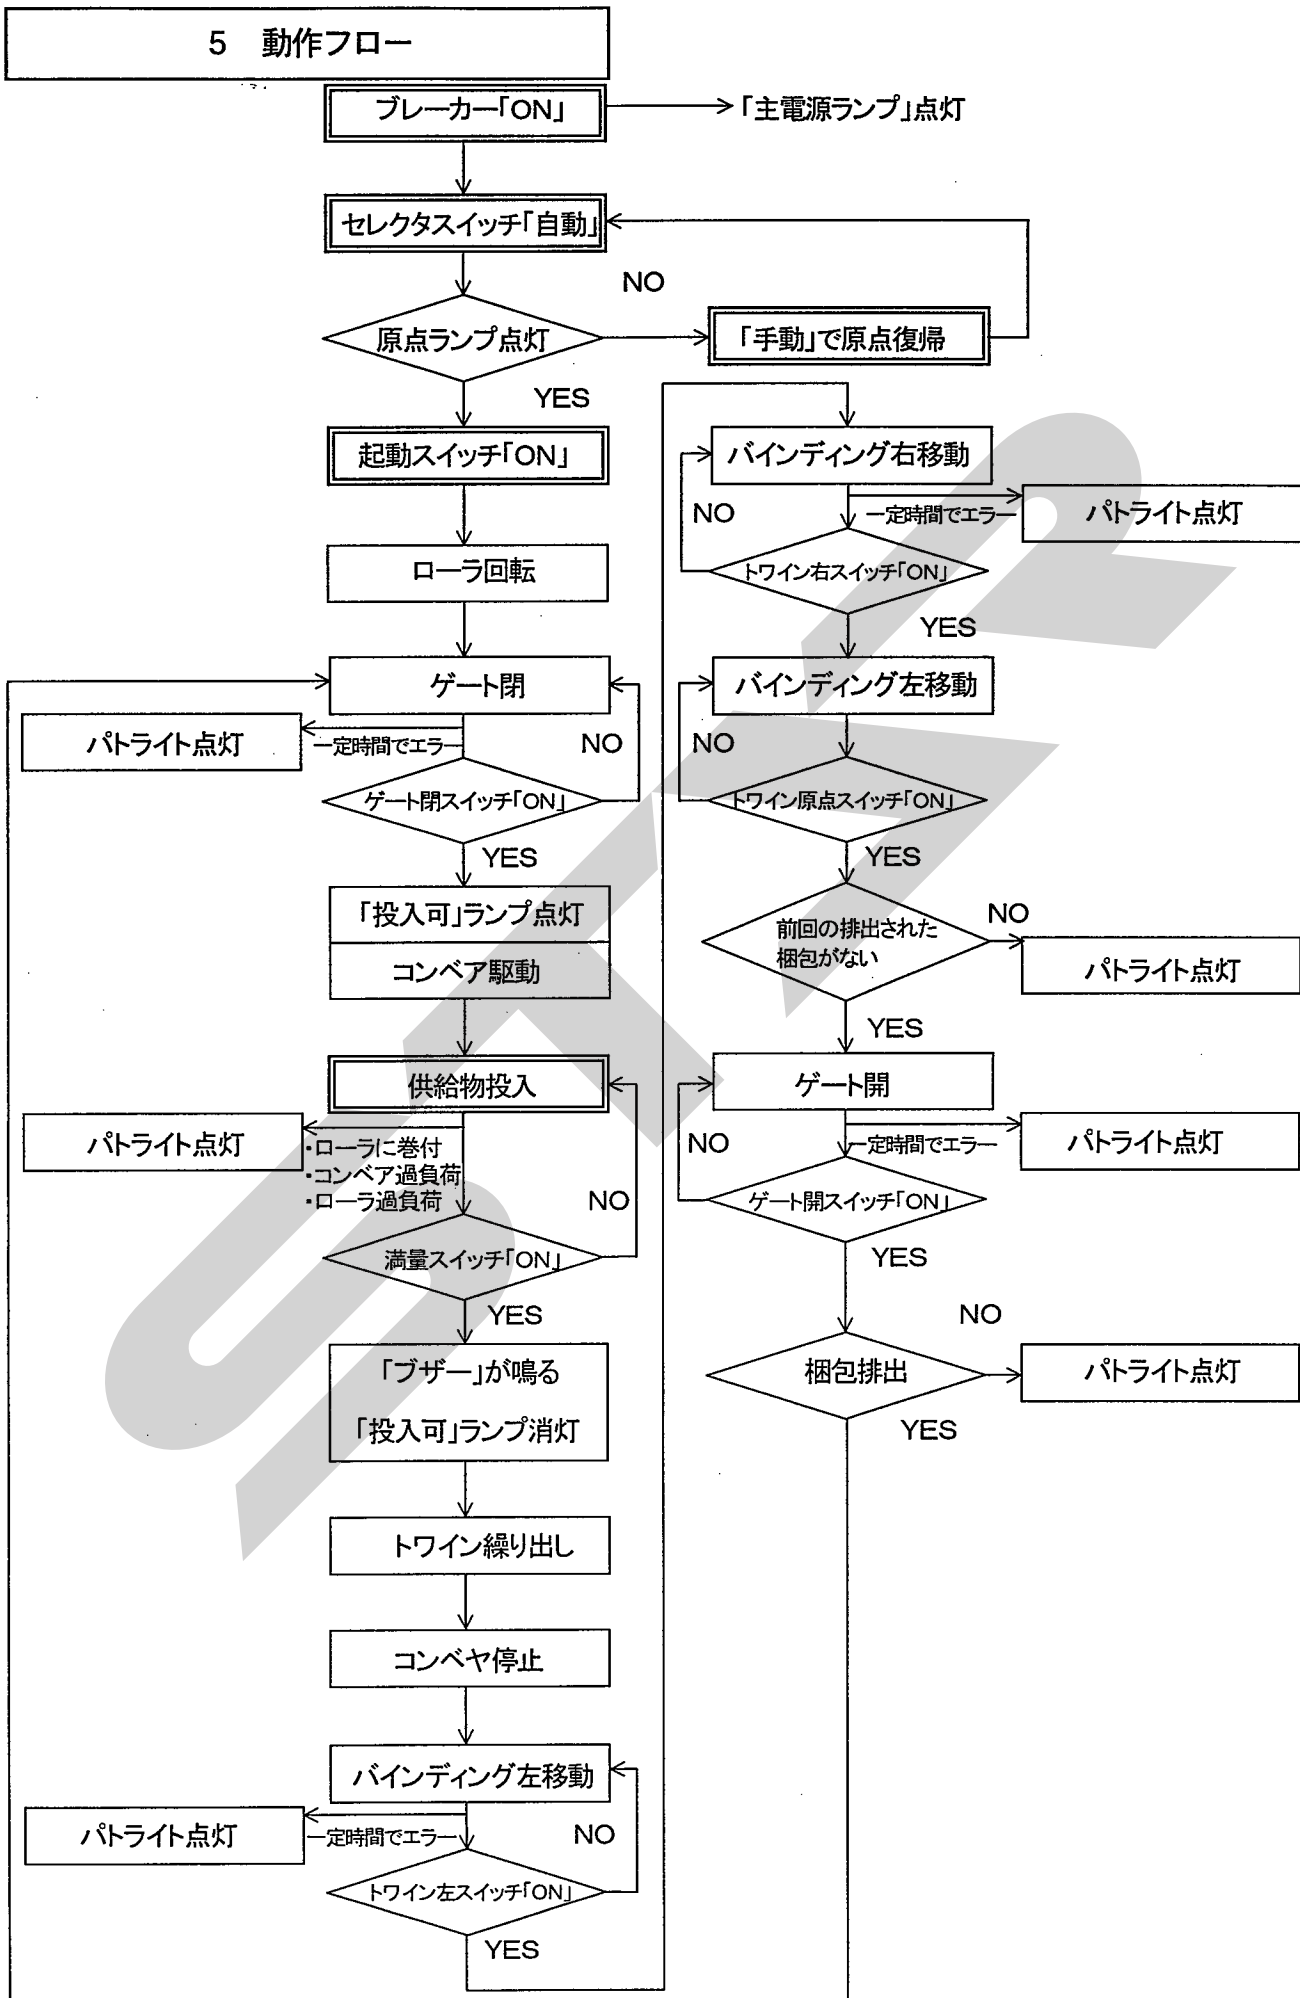 5 動作フロー
ブレーカー「ON」
「主電源ランプ」点灯
セレクタスイッチ「自動」
NO
原点ランプ点灯
「手動」で原点復帰
YES
起動スイッチ「ON」
ローラ回転
ゲート閉
パトライト点灯
一定時間でエラー
NO
ゲート閉スイッチ「ON」
YES
「投入可」ランプ点灯
コンベア駆動
供給物投入
パトライト点灯
・ローラに巻付
・コンベア過負荷
・ローラ過負荷
NO
満量スイッチ「ON」
YES
「ブザー」が鳴る
「投入可」ランプ消灯
トワイン繰り出し
コンベヤ停止
バインディング左移動
パトライト点灯
一定時間でエラー
NO
トワイン左スイッチ「ON」
YES
バインディング右移動
NO
一定時間でエラー
パトライト点灯
トワイン右スイッチ「ON」
YES
バインディング左移動
NO
トワイン原点スイッチ「ON」
YES
前回の排出された
梱包がない
NO
パトライト点灯
YES
ゲート開
NO
一定時間でエラー
パトライト点灯
ゲート開スイッチ「ON」
YES
NO
梱包排出
パトライト点灯
YES
STAR